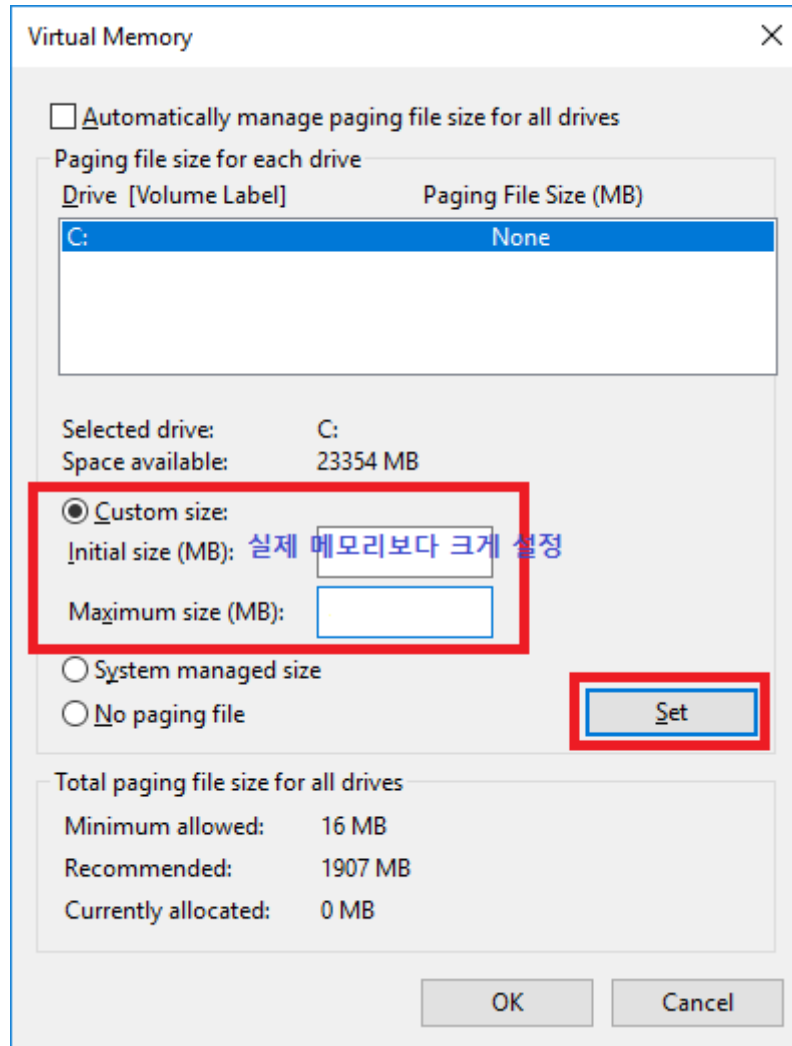 Virtual Memory
Automatically manage paging file size for all drives
Paging file size for each drive
Drive [Volume Label] Paging File Size (MB)
C: None
Selected drive: C:
Space available: 23354 MB
Custom size:
Initial size (MB): 실제 메모리보다 크게 설정
Maximum size (MB):
System managed size
No paging file Set
Total paging file size for all drives
Minimum allowed: 16 MB
Recommended: 1907 MB
Currently allocated: 0 MB
OK Cancel